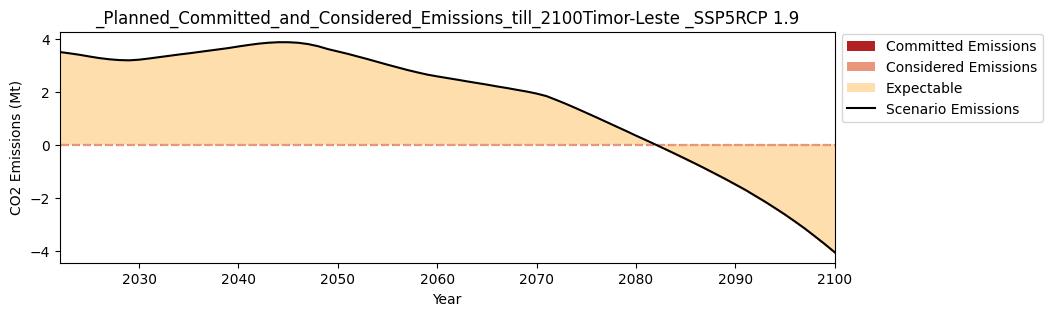 _Planned_Committed_and_Considered_Emissions_till_2100Timor-Leste _SSP5RCP 1.9
Committed Emissions
Considered Emissions
Expectable
Scenario Emissions
CO2 Emissions (Mt)
4
2
0
−2
−4
2030 2040 2050 2060 2070 2080 2090 2100
Year